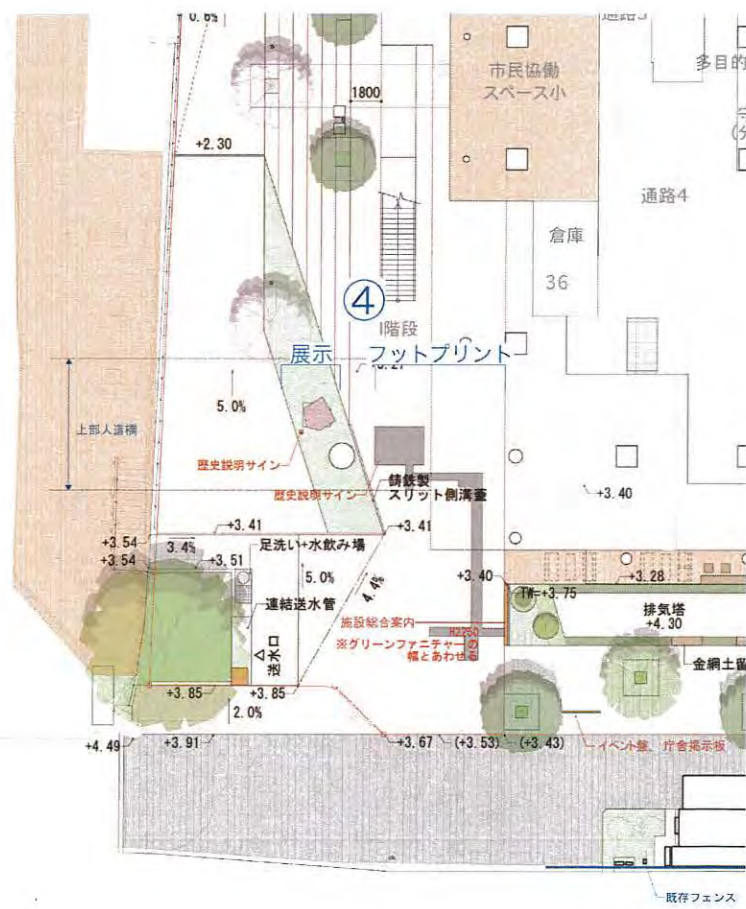 0.6%
通路5
市民協働
スペース小
多目的
1800
+2.30
通路4
倉庫
36
④
階段
展示 フットプリント
5.0%
上部人道橋
歴史説明サイン
歴史説明サイン
鋳鉄製
スリット側溝蓋
+3.40
+3.41
+3.41
+3.54
3.4%
足洗い+水飲み場
+3.54
+3.51
5.0%
4.4%
連結送水管
+3.40
+3.28
TW=+3.75
排気塔
+4.30
施設総合案内
H2250
※グリーンファニチャーの
幅とあわせる
△
送水口
金網土留
+3.85
+3.85
2.0%
+4.49
+3.91
+3.67
(+3.53)
(+3.43)
イベント盤、庁舎掲示板
既存フェンス